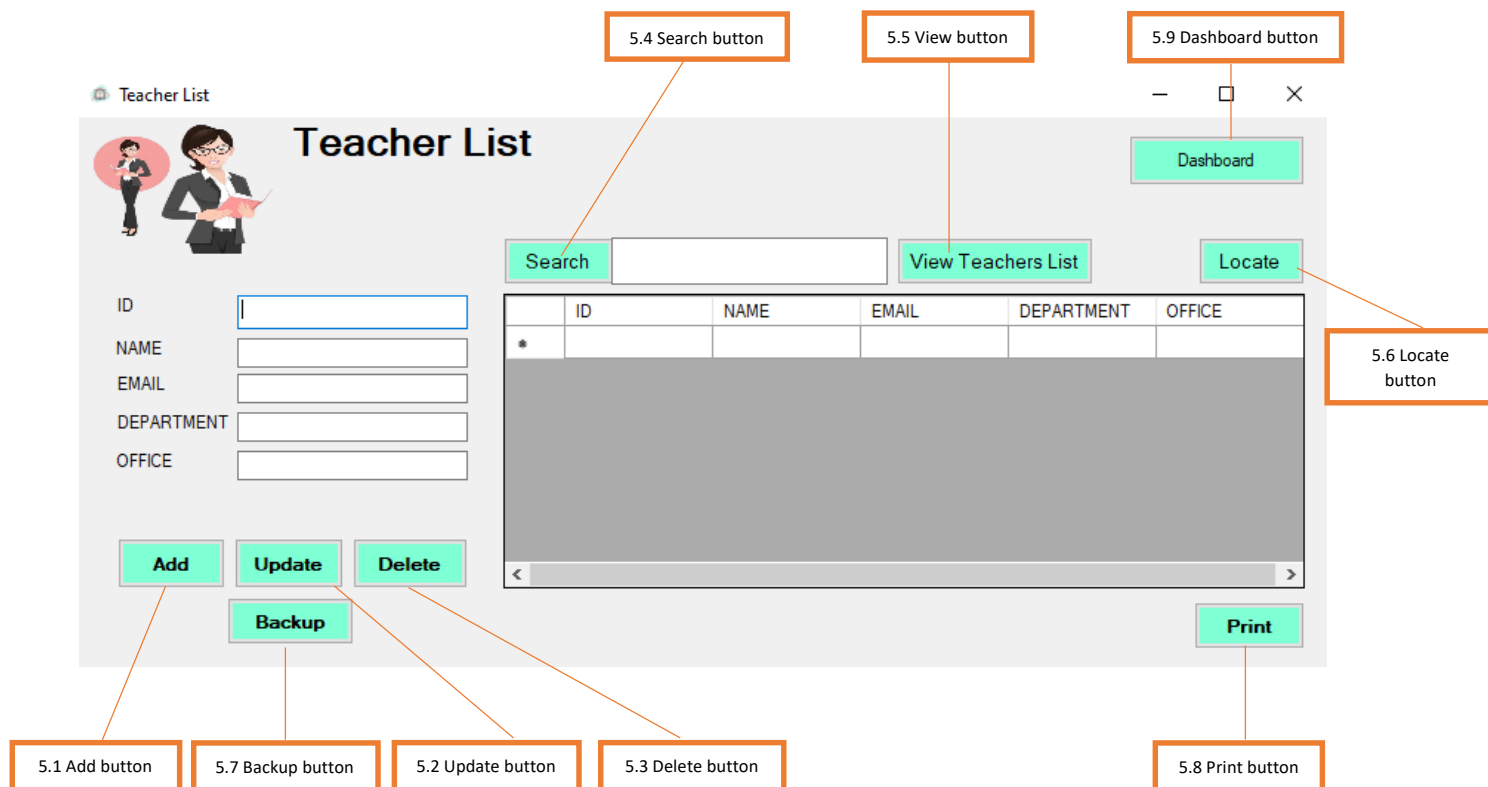 5.4 Search button
5.5 View button
5.9 Dashboard button
Teacher List
Teacher List
Dashboard
Search
View Teachers List
Locate
ID
NAME
EMAIL
DEPARTMENT
OFFICE
ID NAME EMAIL DEPARTMENT OFFICE
5.6 Locate
button
Add Update Delete
Backup
Print
5.1 Add button
5.7 Backup button
5.2 Update button
5.3 Delete button
5.8 Print button